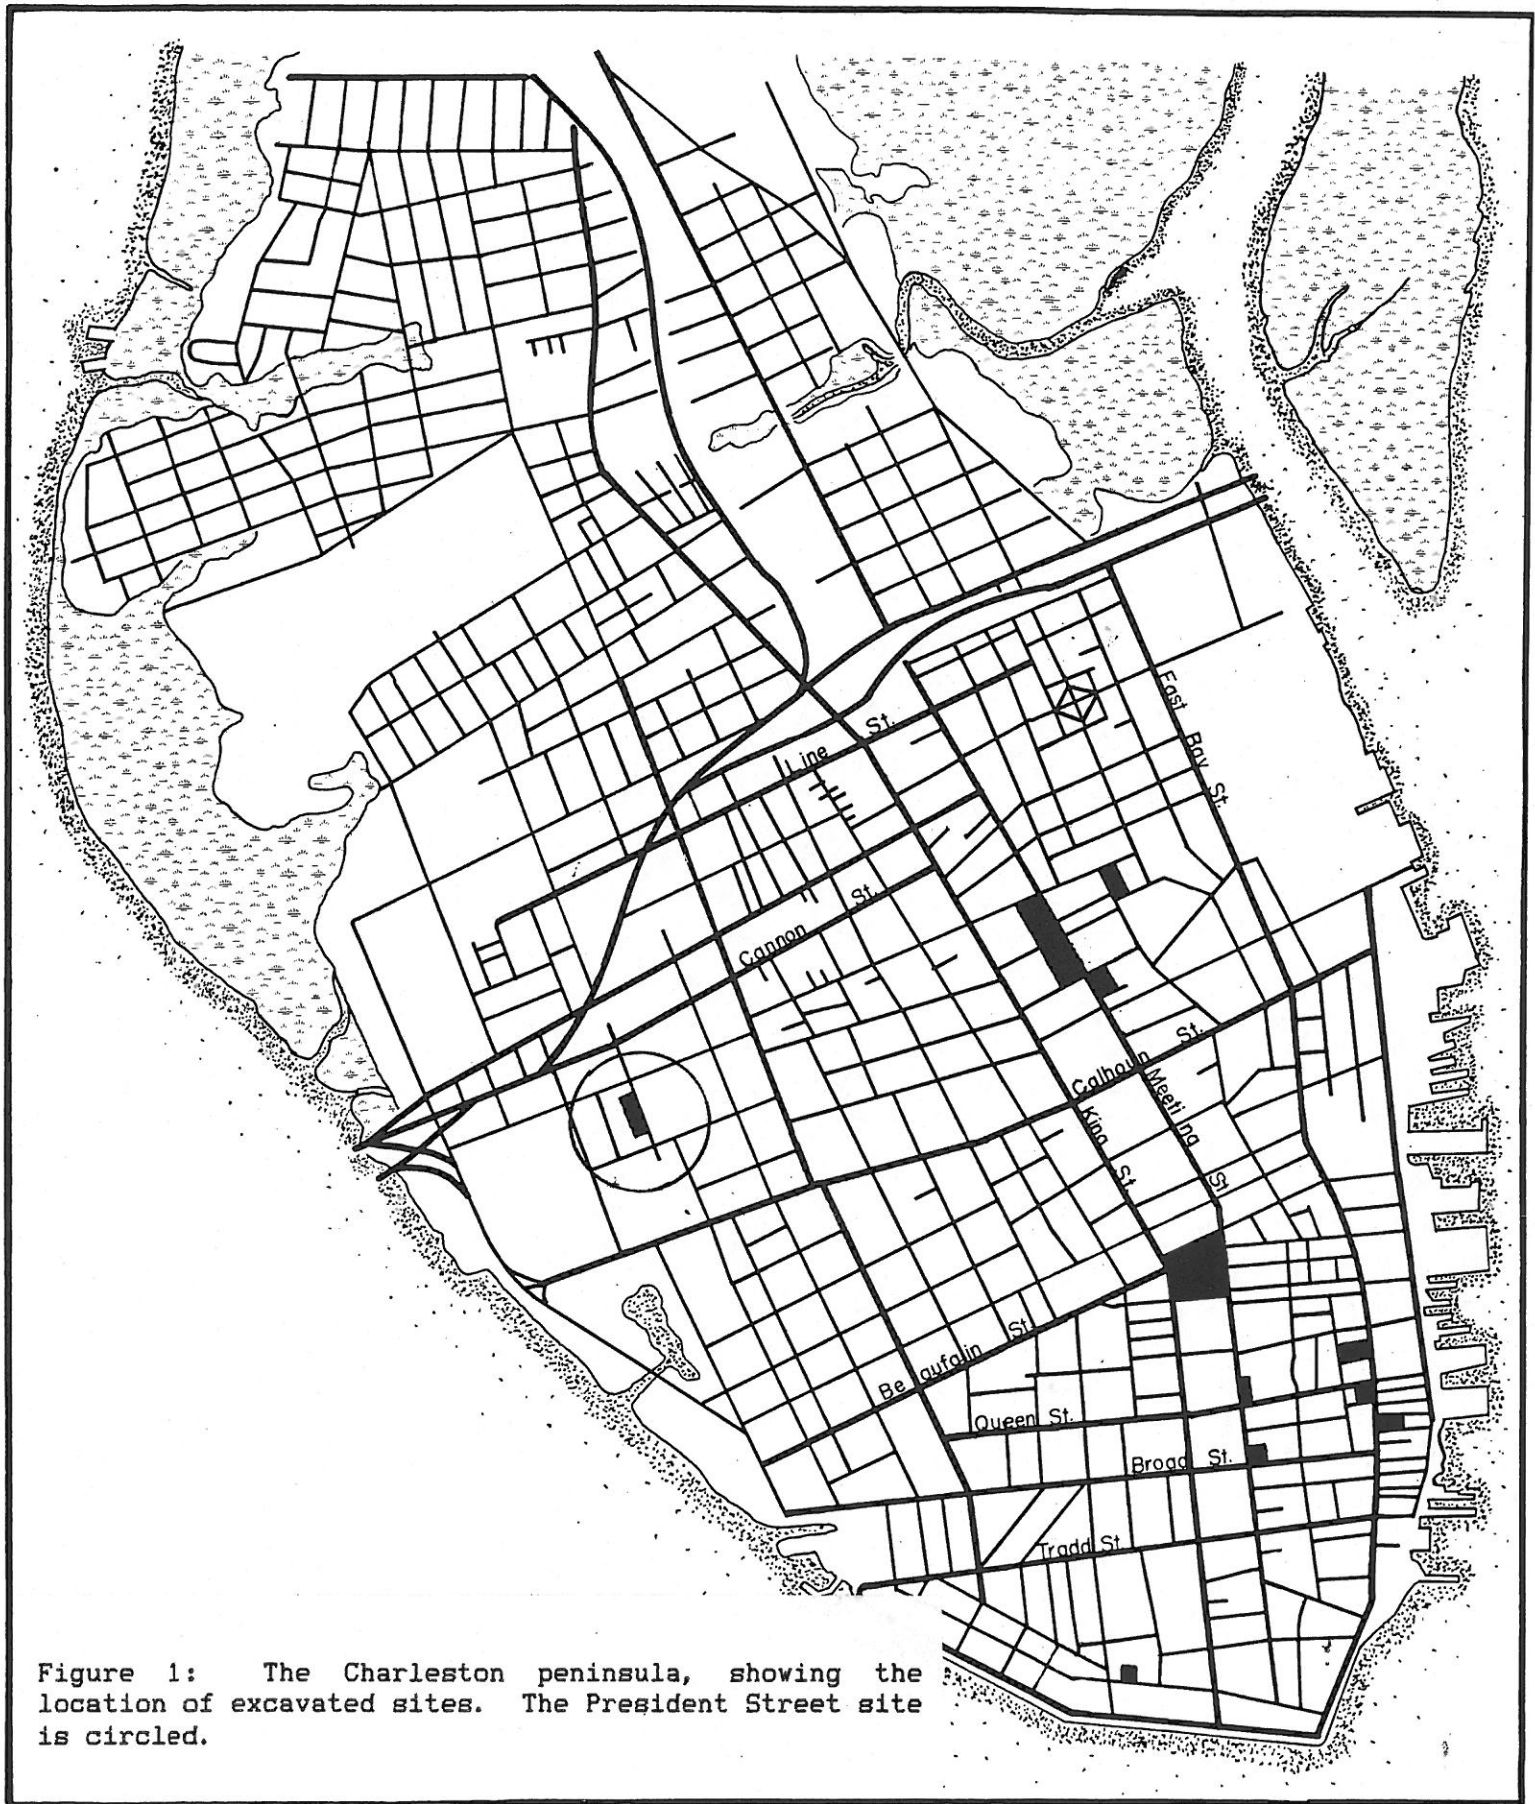 East Bay St.
Line St.
Cannon St.
Calhoun St.
King St.
Meeting St.
Beaufain St.
Queen St.
Broad St.
Tradd St.
Figure 1: The Charleston peninsula, showing the
location of excavated sites. The President Street site
is circled.